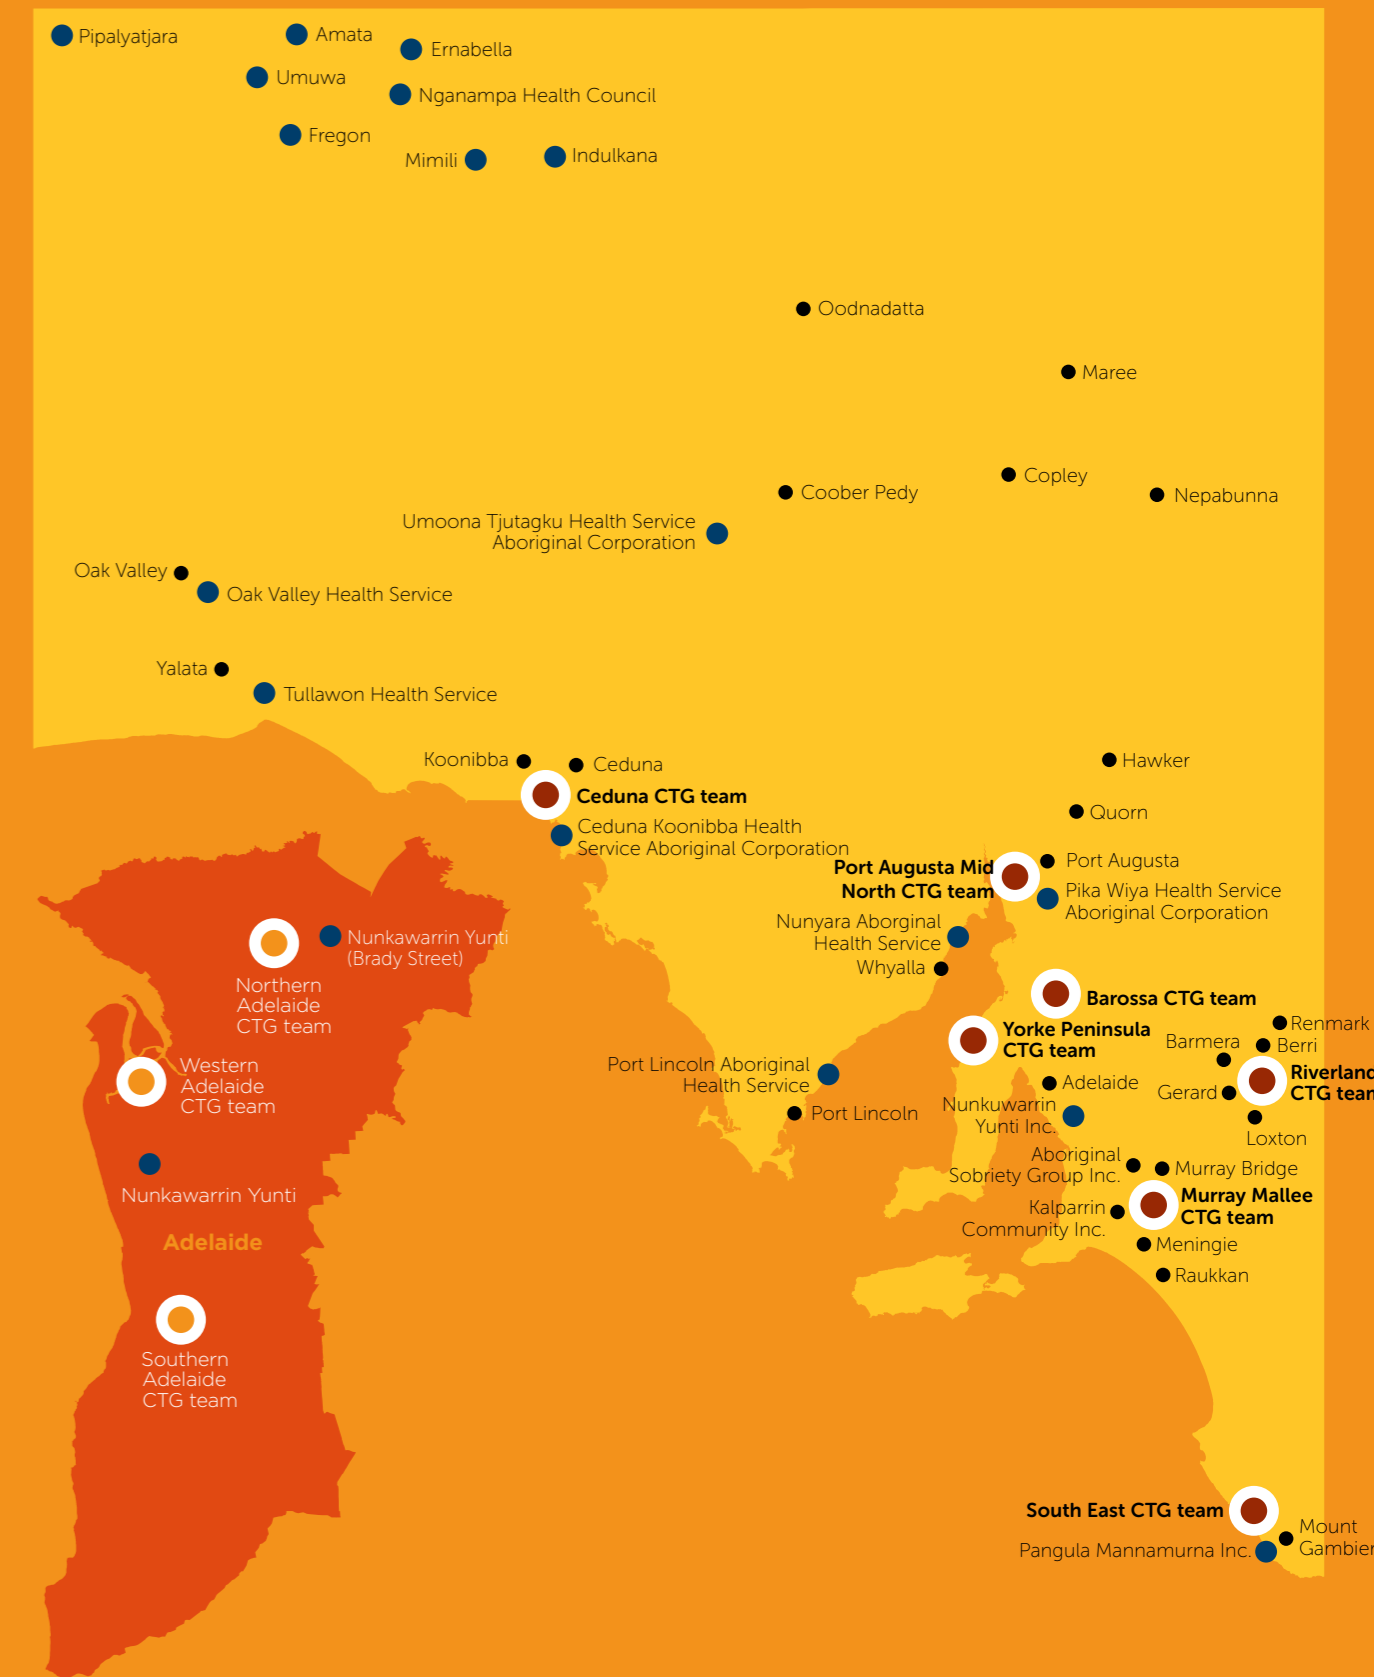 Pipalyatjara
Amata
Ernabella
Umuwa
Nganampa Health Council
Fregon
Mimili
Indulkana
Oodnadatta
Maree
Copley
Coober Pedy
Nepabunna
Umoona Tjutagku Health Service
Aboriginal Corporation
Oak Valley
Oak Valley Health Service
Yalata
Tullawon Health Service
Koonibba
Ceduna
Hawker
Ceduna CTG team
Quorn
Ceduna Koonibba Health
Service Aboriginal Corporation
Port Augusta Mid
North CTG team
Port Augusta
Pika Wiya Health Service
Aboriginal Corporation
Nunyara Aborginal
Health Service
Whyalla
Nunkawarrin Yunti
(Brady Street)
Northern
Adelaide
CTG team
Barossa CTG team
Yorke Peninsula
CTG team
Renmark
Barmera
Berri
Western
Adelaide
CTG team
Port Lincoln Aboriginal
Health Service
Adelaide
Gerard
Riverland
CTG team
Port Lincoln
Nunkuwarrin
Yunti Inc.
Loxton
Aboriginal
Sobriety Group Inc.
Murray Bridge
Nunkawarrin Yunti
Murray Mallee
CTG team
Kalparrin
Community Inc.
Adelaide
Meningie
Raukkan
Southern
Adelaide
CTG team
South East CTG team
Mount
Gambier
Pangula Mannamurna Inc.